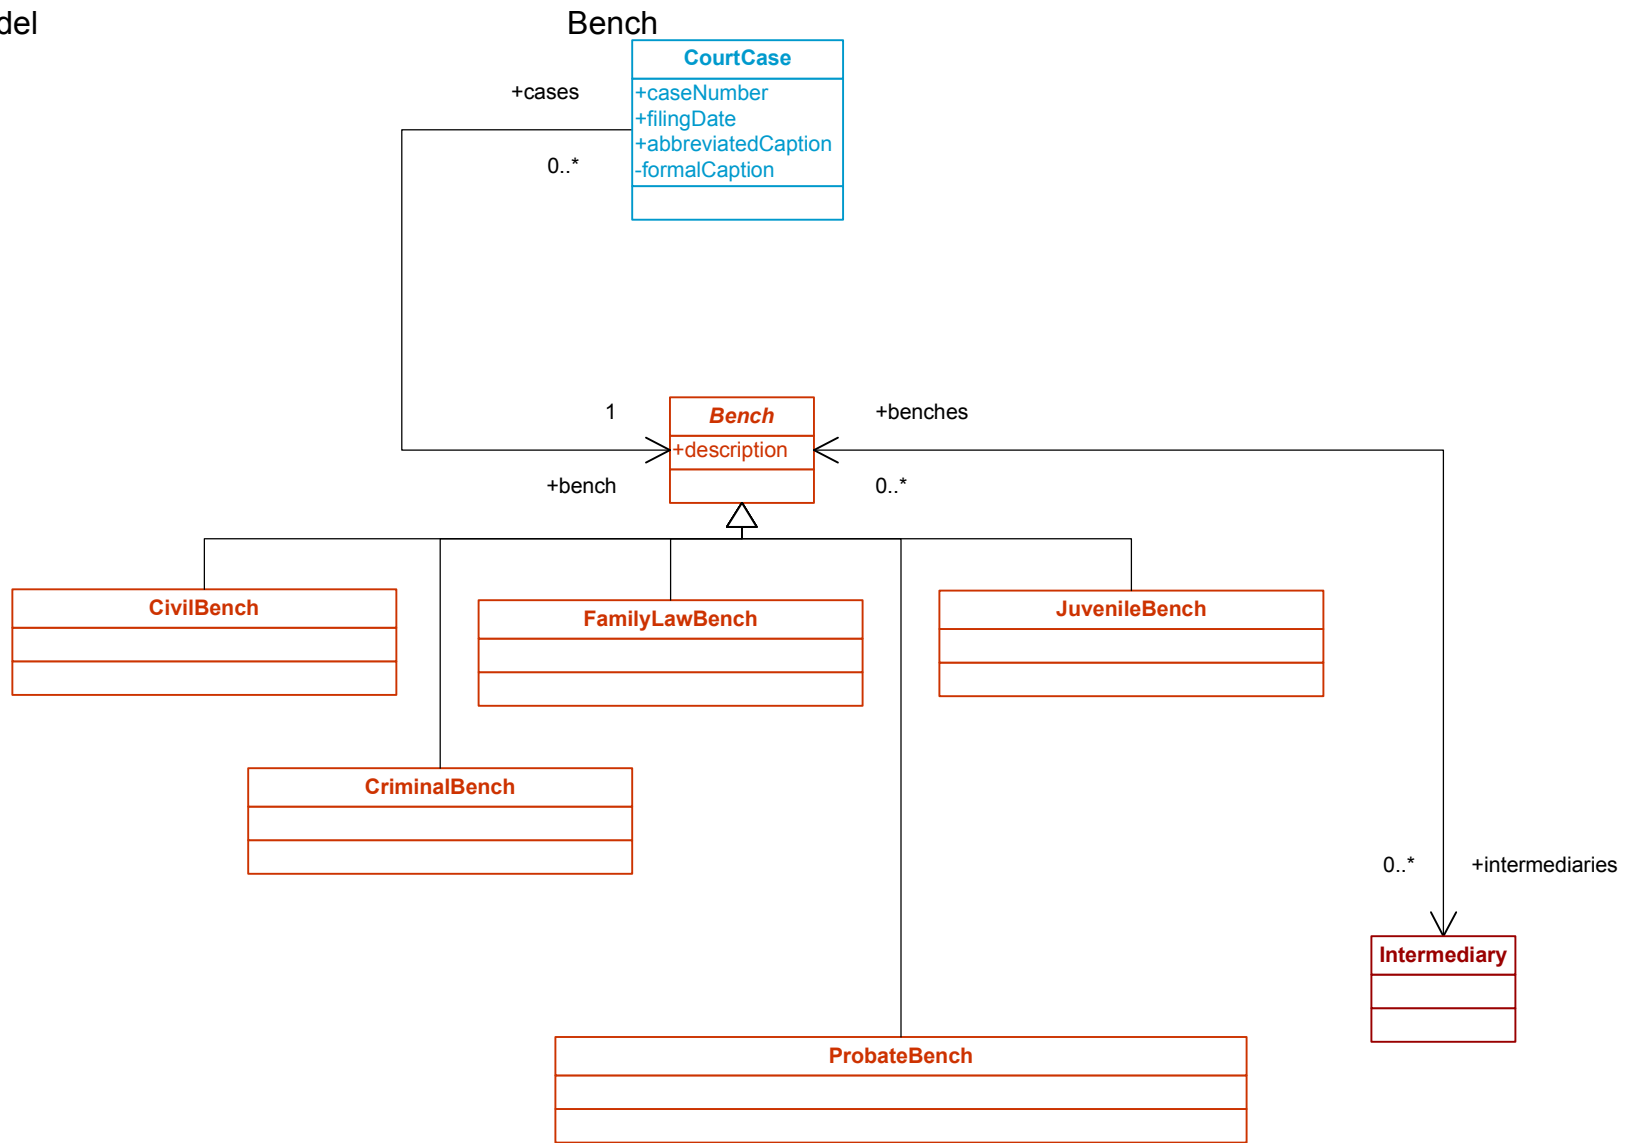 del
Bench
CourtCase
+caseNumber
+filingDate
+abbreviatedCaption
-formalCaption
+cases
0..*
1
+bench
Bench
+description
+benches
0..*
CivilBench
FamilyLawBench
JuvenileBench
CriminalBench
0..*
+intermediaries
Intermediary
ProbateBench